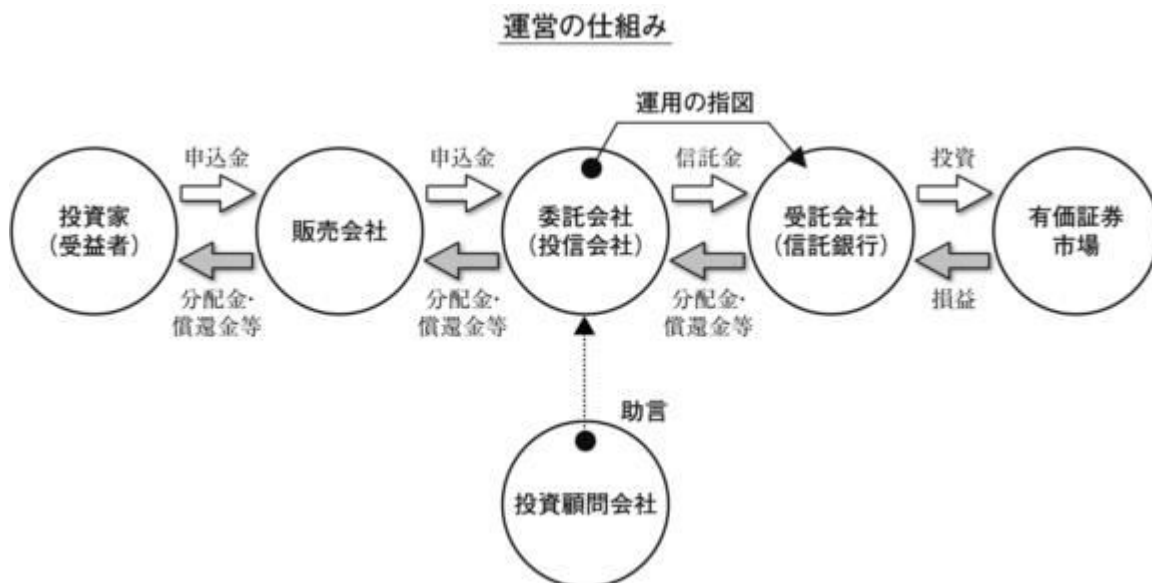 運営の仕組み
運用の指図
申込金
申込金
信託金
投資
投資家
（受益者）
販売会社
委託会社
（投信会社）
受託会社
（信託銀行）
有価証券
市場
分配金・
償還金等
分配金・
償還金等
分配金・
償還金等
損益
助言
投資顧問会社